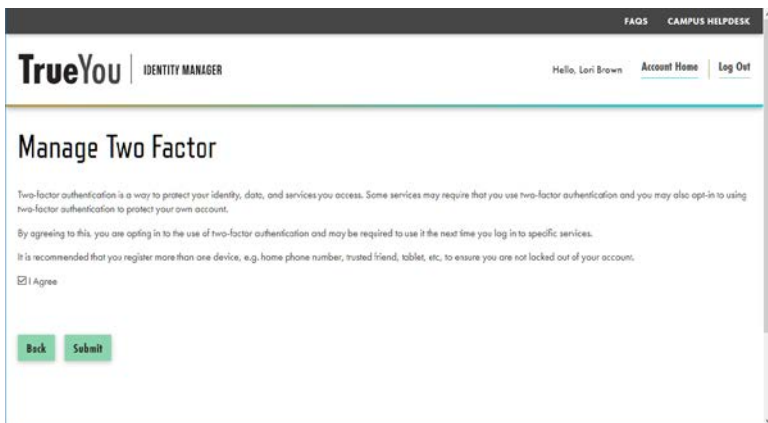 FAQS CAMPUS HELPDESK
TrueYou IDENTITY MANAGER
Hello, Lori Brown Account Home Log Out
Manage Two Factor
Two-factor authentication is a way to protect your identity, data, and services you access. Some services may require that you use two-factor authentication and you may also opt-in to using
two-factor authentication to protect your own account.
By agreeing to this, you are opting in to the use of two-factor authentication and may be required to use it the next time you log in to specific services.
It is recommended that you register more than one device, e.g. home phone number, trusted friend, tablet, etc, to ensure you are not locked out of your account.
I Agree
Back Submit